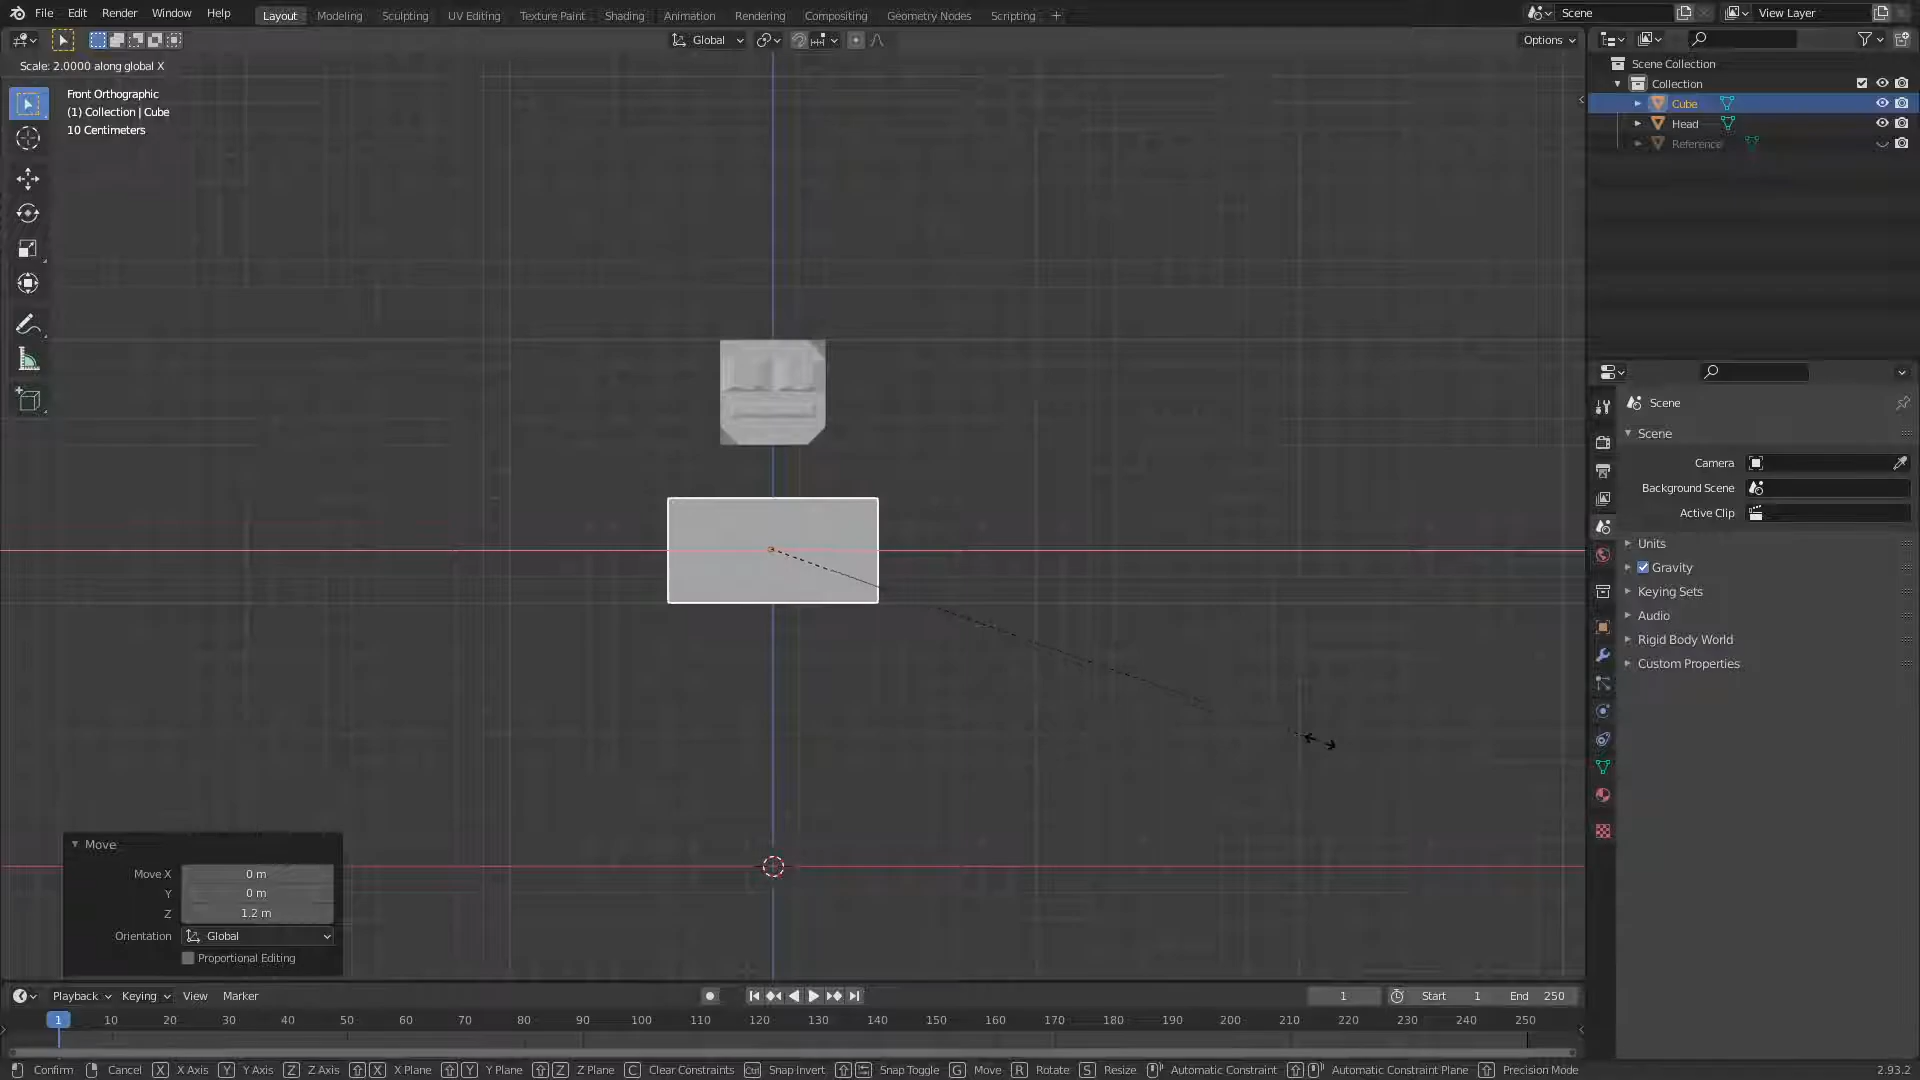 File Edit Render Window Help Layout Modeling Sculpting UV Editing Texture Paint Shading Animation Rendering Compositing Geometry Nodes Scripting + Scene View Layer
Global Options
Scale: 2.0000 along global X
Front Orthographic
(1) Collection | Cube
10 Centimeters
Scene Collection
Collection
Cube
Head
Reference
Scene
Scene
Camera
Background Scene
Active Clip
Units
Gravity
Keying Sets
Audio
Rigid Body World
Custom Properties
Move
Move X 0 m
Y 0 m
Z 1.2 m
Orientation Global
Proportional Editing
Playback Keying View Marker 1 Start 1 End 250
1 10 20 30 40 50 60 70 80 90 100 110 120 130 140 150 160 170 180 190 200 210 220 230 240 250
Confirm Cancel X X Axis Y Y Axis Z Z Axis X X Plane Y Y Plane Z Z Plane C Clear Constraints Ctrl Snap Invert Snap Toggle G Move R Rotate S Resize Automatic Constraint Automatic Constraint Plane Precision Mode 2.93.2